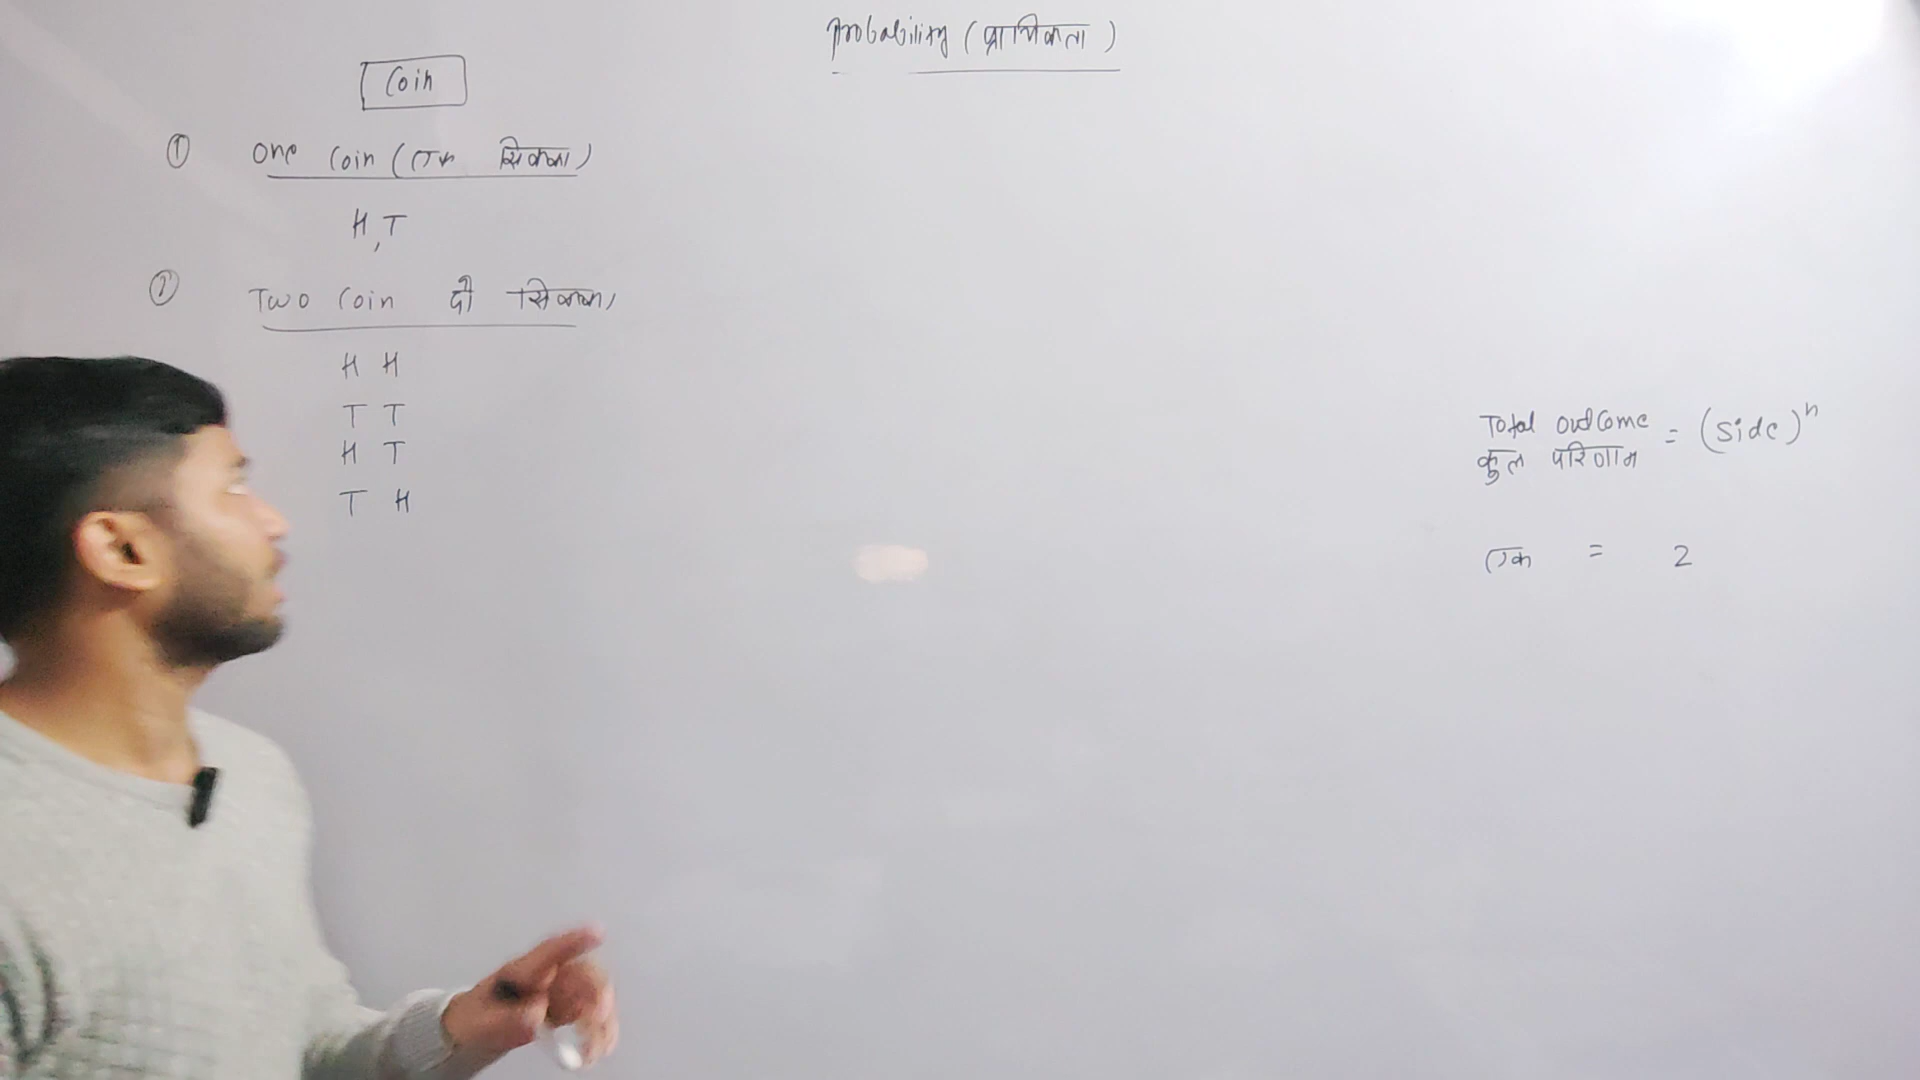 Probability (प्रायिकता)
Coin
① One Coin (एक सिक्का)
H, T
② Two Coin दो सिक्का
H H
T T
H T
T H
Total outcome = (side)ⁿ
कुल परिणाम
एक = 2